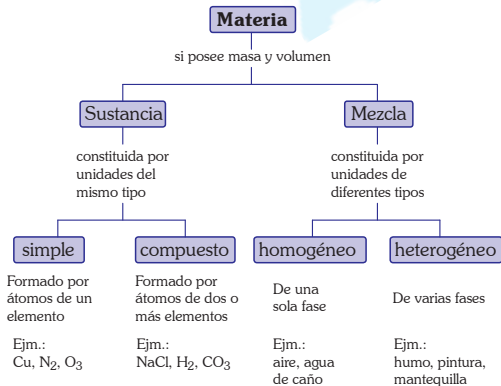 Materia
si posee masa y volumen
Sustancia
constituida por
unidades del
mismo tipo
Mezcla
constituida por
unidades de
diferentes tipos
simple
Formado por
átomos de un
elemento
Ejm.:
Cu, N₂, O₃
compuesto
Formado por
átomos de dos o
más elementos
Ejm.:
NaCl, H₂, CO₃
homogéneo
De una
sola fase
Ejm.:
aire, agua
de caño
heterogéneo
De varias fases
Ejm.:
humo, pintura,
mantequilla